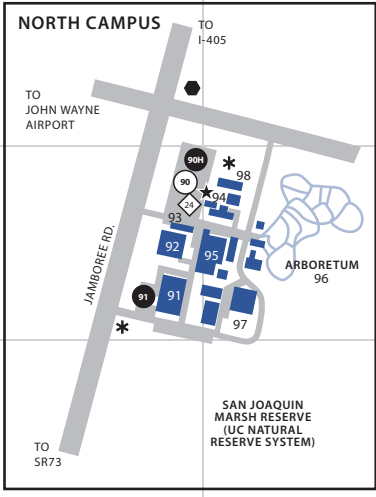 NORTH CAMPUS
TO
I-405
TO
JOHN WAYNE
AIRPORT
90H
90
98
94
24
93
92
95
JAMBOREE RD.
ARBORETUM
96
91
91
97
SAN JOAQUIN
MARSH RESERVE
(UC NATURAL
RESERVE SYSTEM)
TO
SR73